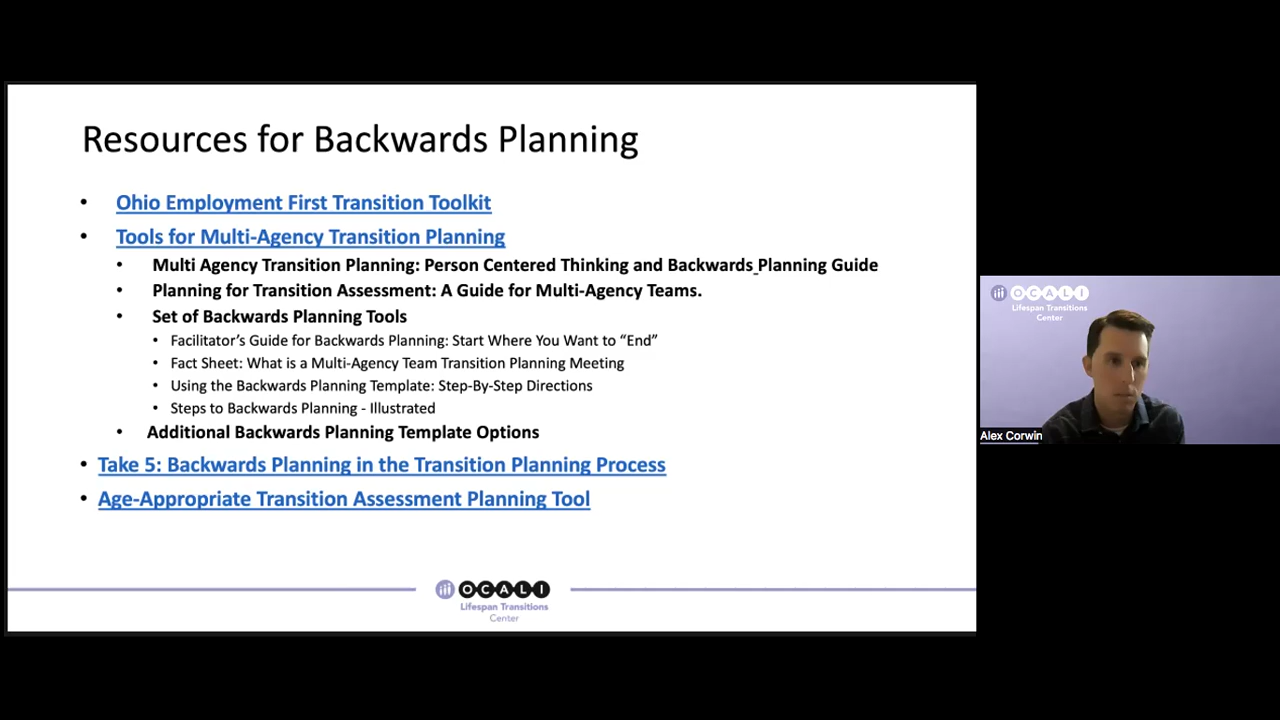 Resources for Backwards Planning
• Ohio Employment First Transition Toolkit
• Tools for Multi-Agency Transition Planning
• Multi Agency Transition Planning: Person Centered Thinking and Backwards Planning Guide
• Planning for Transition Assessment: A Guide for Multi-Agency Teams.
• Set of Backwards Planning Tools
• Facilitator’s Guide for Backwards Planning: Start Where You Want to “End”
• Fact Sheet: What is a Multi-Agency Team Transition Planning Meeting
• Using the Backwards Planning Template: Step-By-Step Directions
• Steps to Backwards Planning - Illustrated
• Additional Backwards Planning Template Options
• Take 5: Backwards Planning in the Transition Planning Process
• Age-Appropriate Transition Assessment Planning Tool
OCALI
Lifespan Transitions
Center
OCALI
Lifespan Transitions
Center
Alex Corwin